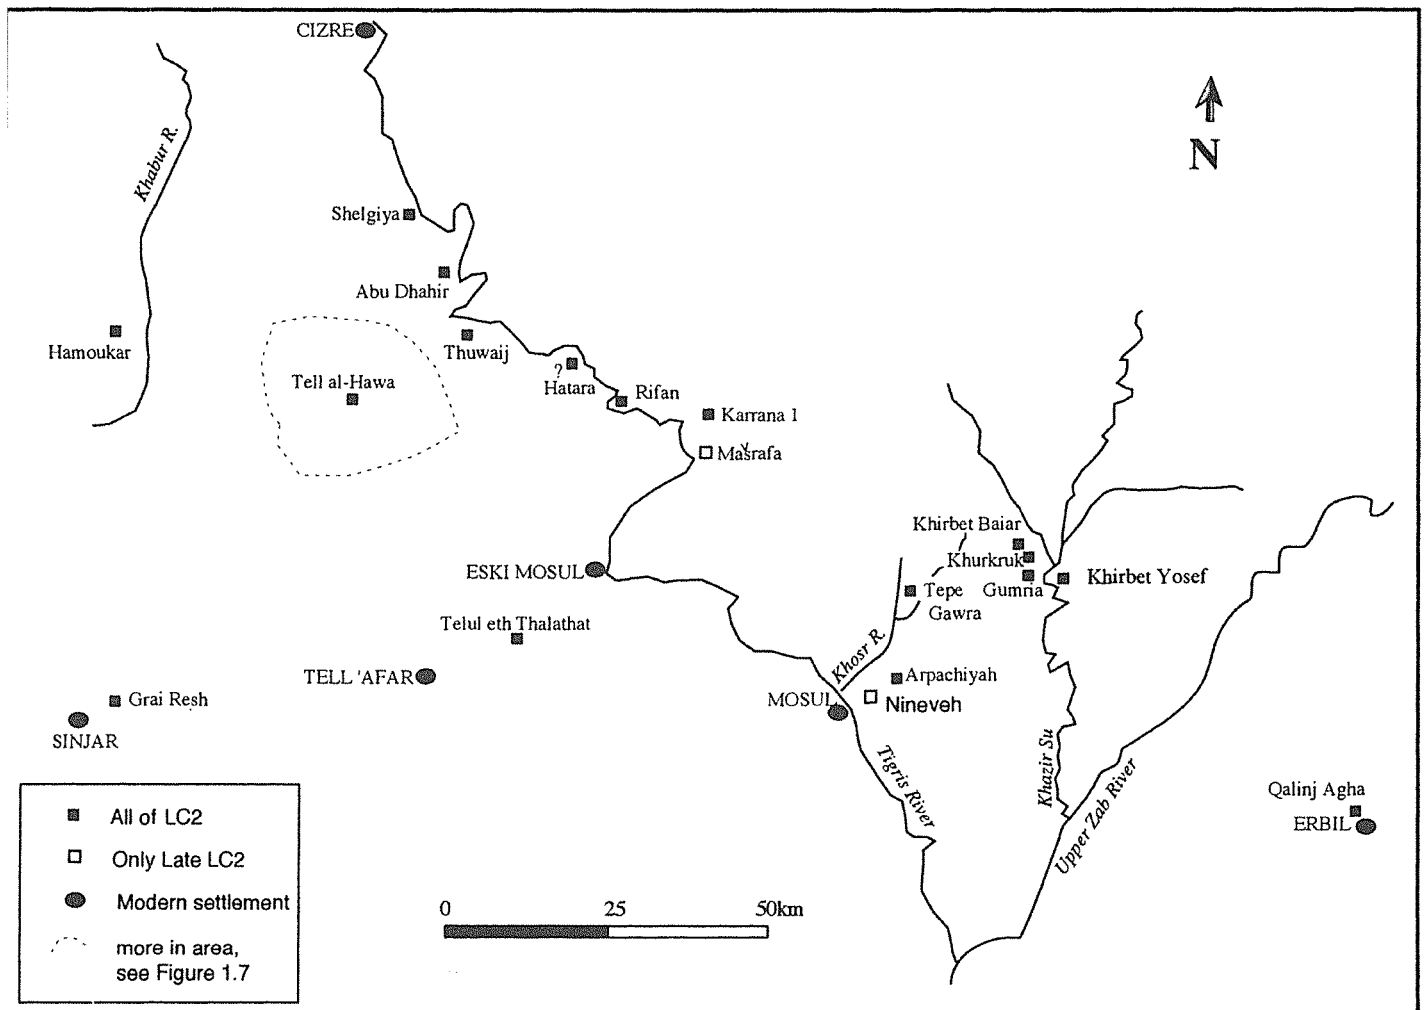 CIZRE
N
Khabur R.
Shelgiya
Abu Dhahir
Hamoukar
Thuwaij
Tell al-Hawa
?
Hatara
Rifan
Karrana 1
Mašrafa
Khirbet Baiar
Khurkruk
ESKI MOSUL
Gumria
Khirbet Yosef
Tepe
Gawra
Telul eth Thalathat
Khosr R.
TELL 'AFAR
Arpachiyah
MOSUL
Nineveh
Grai Resh
SINJAR
Tigris River
Khazir Su
Upper Zab River
Qalinj Agha
ERBIL
All of LC2
Only Late LC2
Modern settlement
more in area,
see Figure 1.7
0 25 50km